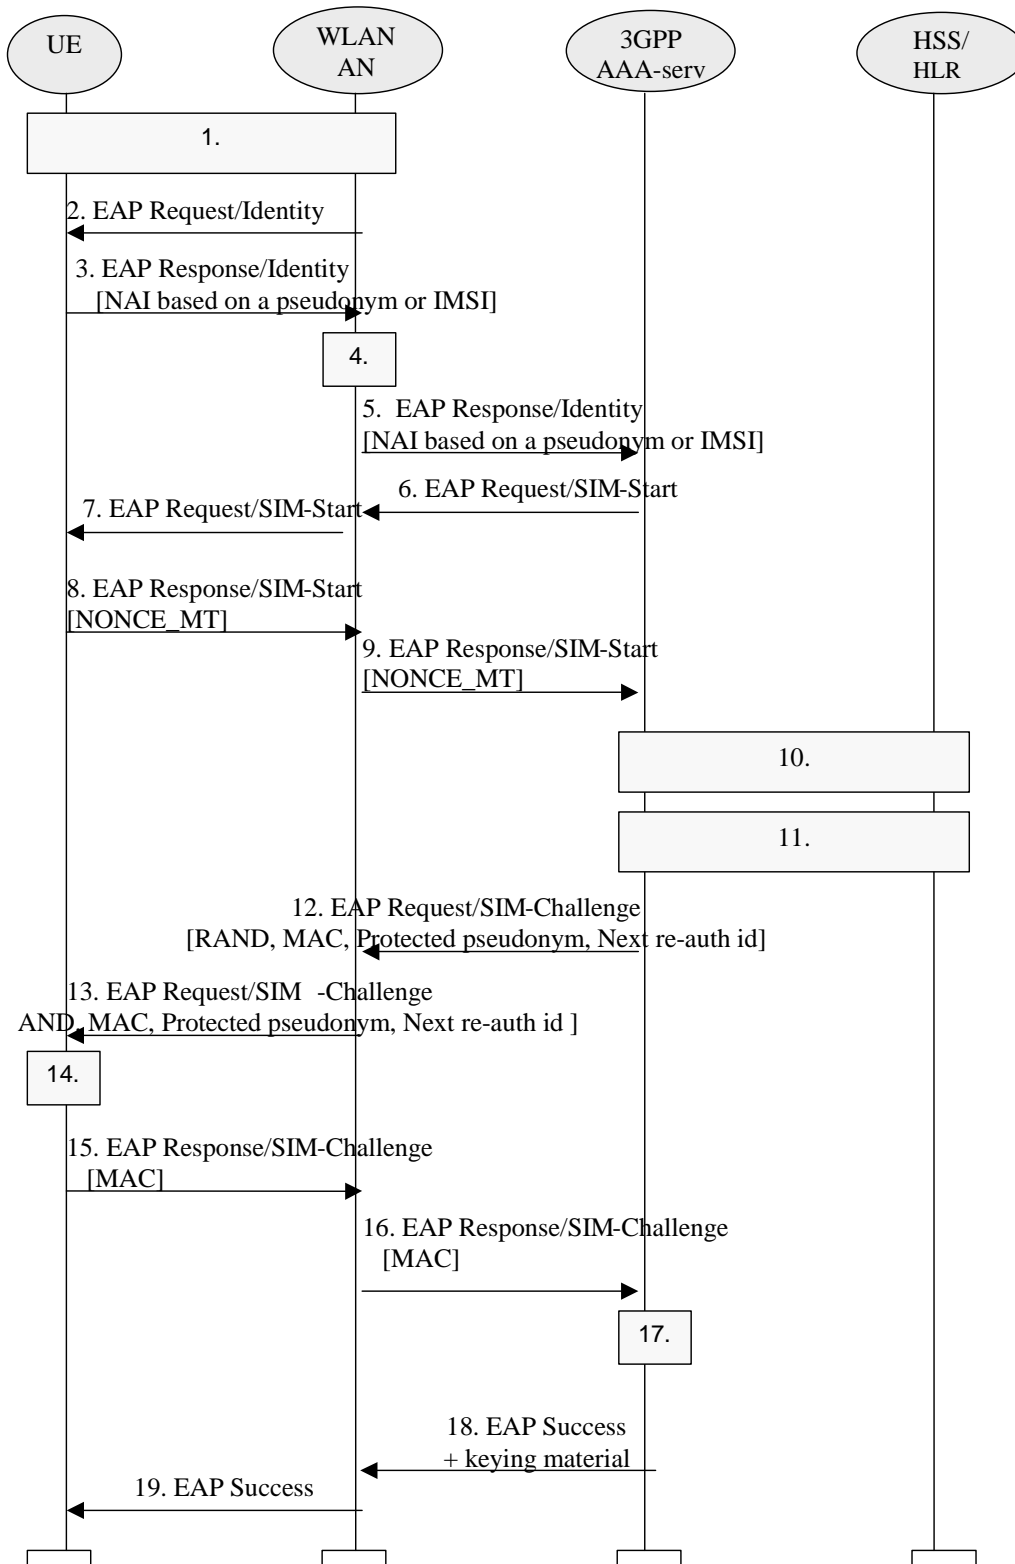 UE
WLAN
AN
3GPP
AAA-serv
HSS/
HLR
1.
2. EAP Request/Identity
3. EAP Response/Identity
[NAI based on a pseudonym or IMSI]
4.
5. EAP Response/Identity
[NAI based on a pseudonym or IMSI]
6. EAP Request/SIM-Start
7. EAP Request/SIM-Start
8. EAP Response/SIM-Start
[NONCE_MT]
9. EAP Response/SIM-Start
[NONCE_MT]
10.
11.
12. EAP Request/SIM-Challenge
[RAND, MAC, Protected pseudonym, Next re-auth id]
13. EAP Request/SIM -Challenge
AND, MAC, Protected pseudonym, Next re-auth id ]
14.
15. EAP Response/SIM-Challenge
[MAC]
16. EAP Response/SIM-Challenge
[MAC]
17.
18. EAP Success
+ keying material
19. EAP Success